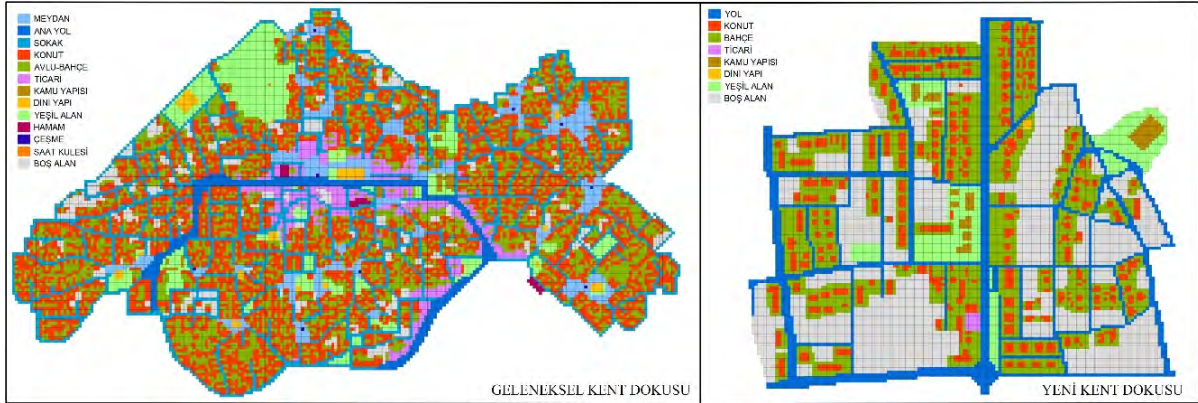 MEYDAN
ANA YOL
SOKAK
KONUT
AVLU-BAHÇE
TİCARİ
KAMU YAPISI
DİNİ YAPI
YEŞİL ALAN
HAMAM
ÇEŞME
SAAT KULESİ
BOŞ ALAN
GELENEKSEL KENT DOKUSU
YOL
KONUT
BAHÇE
TİCARİ
KAMU YAPISI
DİNİ YAPI
YEŞİL ALAN
BOŞ ALAN
YENİ KENT DOKUSU